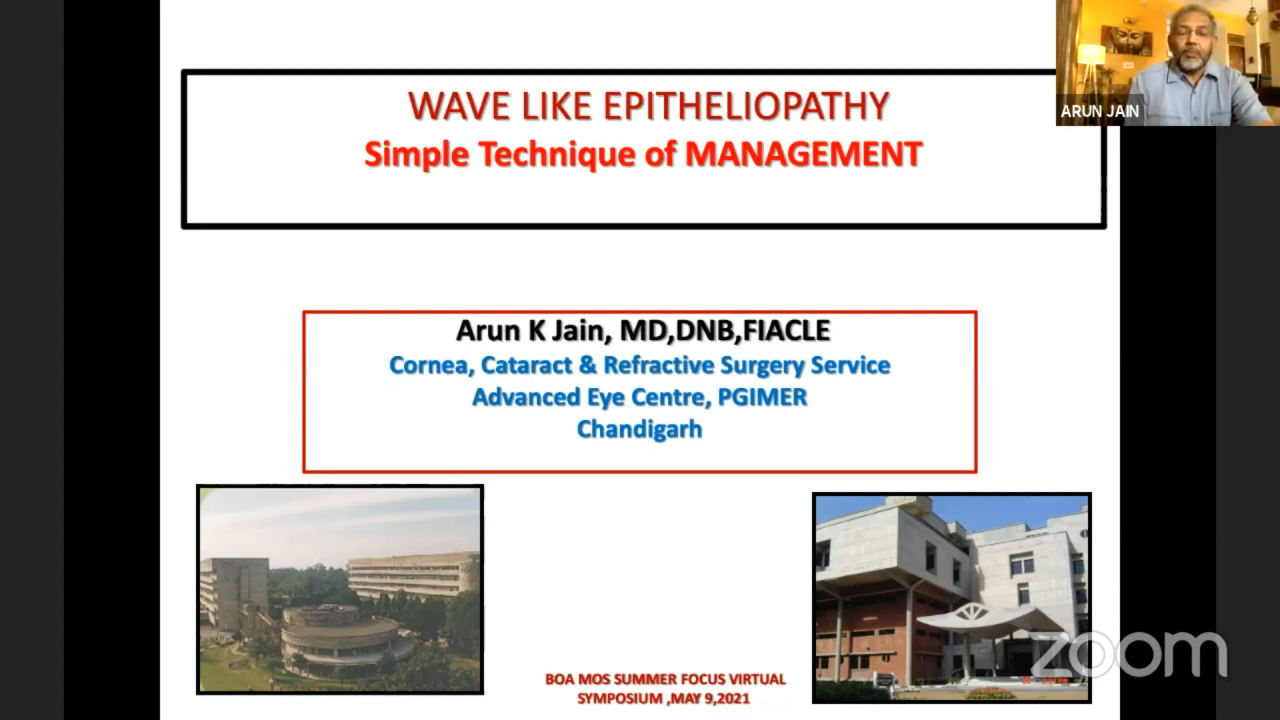 WAVE LIKE EPITHELIOPATHY
Simple Technique of MANAGEMENT
ARUN JAIN
Arun K Jain, MD,DNB,FIACLE
Cornea, Cataract & Refractive Surgery Service
Advanced Eye Centre, PGIMER
Chandigarh
BOA MOS SUMMER FOCUS VIRTUAL
SYMPOSIUM ,MAY 9,2021
zoom